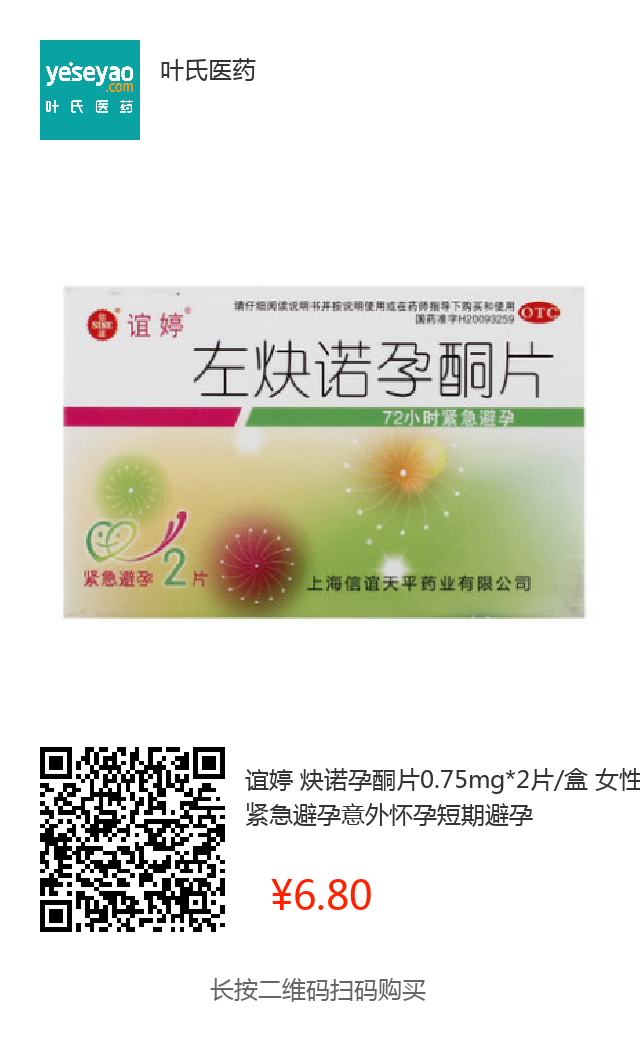 yeseyao
.com
叶氏医药
叶氏医药
请仔细阅读说明书并按说明使用或在药师指导下购买和使用
国药准字H20093259
OTC
SINE
谊婷
左炔诺孕酮片
72小时紧急避孕
紧急避孕2片
上海信谊天平药业有限公司
谊婷 炔诺孕酮片0.75mg*2片/盒 女性
紧急避孕意外怀孕短期避孕
¥6.80
长按二维码扫码购买